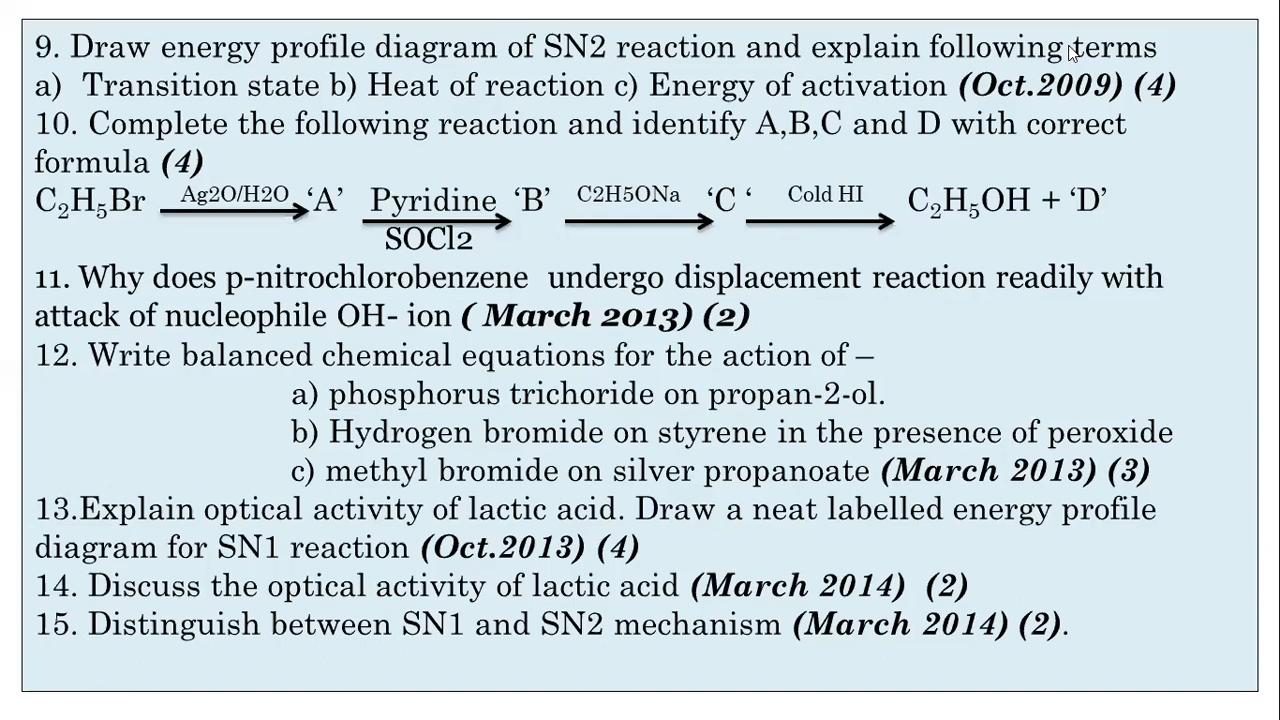 9. Draw energy profile diagram of SN2 reaction and explain following terms
a) Transition state b) Heat of reaction c) Energy of activation (Oct.2009) (4)
10. Complete the following reaction and identify A,B,C and D with correct
formula (4)
C₂H₅Br Ag2O/H2O ‘A’ Pyridine ‘B’ C2H5ONa ‘C ‘ Cold HI C₂H₅OH + ‘D’
SOCl2
11. Why does p-nitrochlorobenzene undergo displacement reaction readily with
attack of nucleophile OH- ion ( March 2013) (2)
12. Write balanced chemical equations for the action of –
a) phosphorus trichoride on propan-2-ol.
b) Hydrogen bromide on styrene in the presence of peroxide
c) methyl bromide on silver propanoate (March 2013) (3)
13.Explain optical activity of lactic acid. Draw a neat labelled energy profile
diagram for SN1 reaction (Oct.2013) (4)
14. Discuss the optical activity of lactic acid (March 2014) (2)
15. Distinguish between SN1 and SN2 mechanism (March 2014) (2).